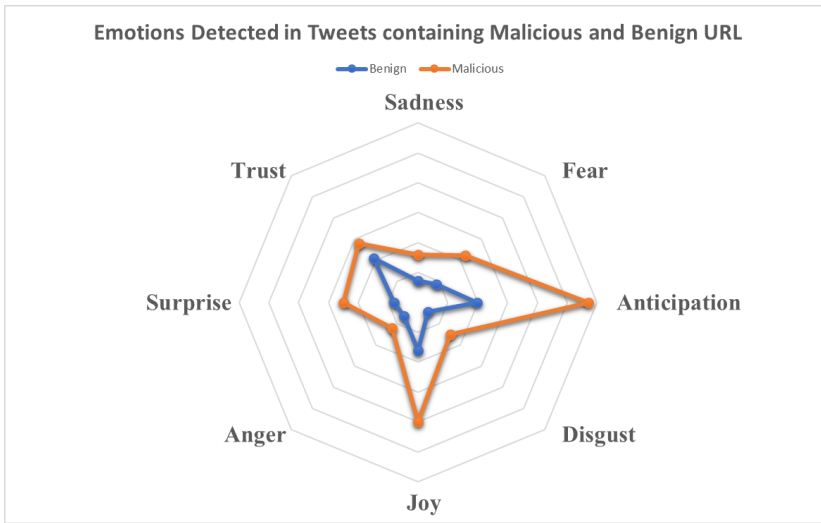 Emotions Detected in Tweets containing Malicious and Benign URL
Benign Malicious
Sadness
Trust Fear
Surprise Anticipation
Anger Disgust
Joy